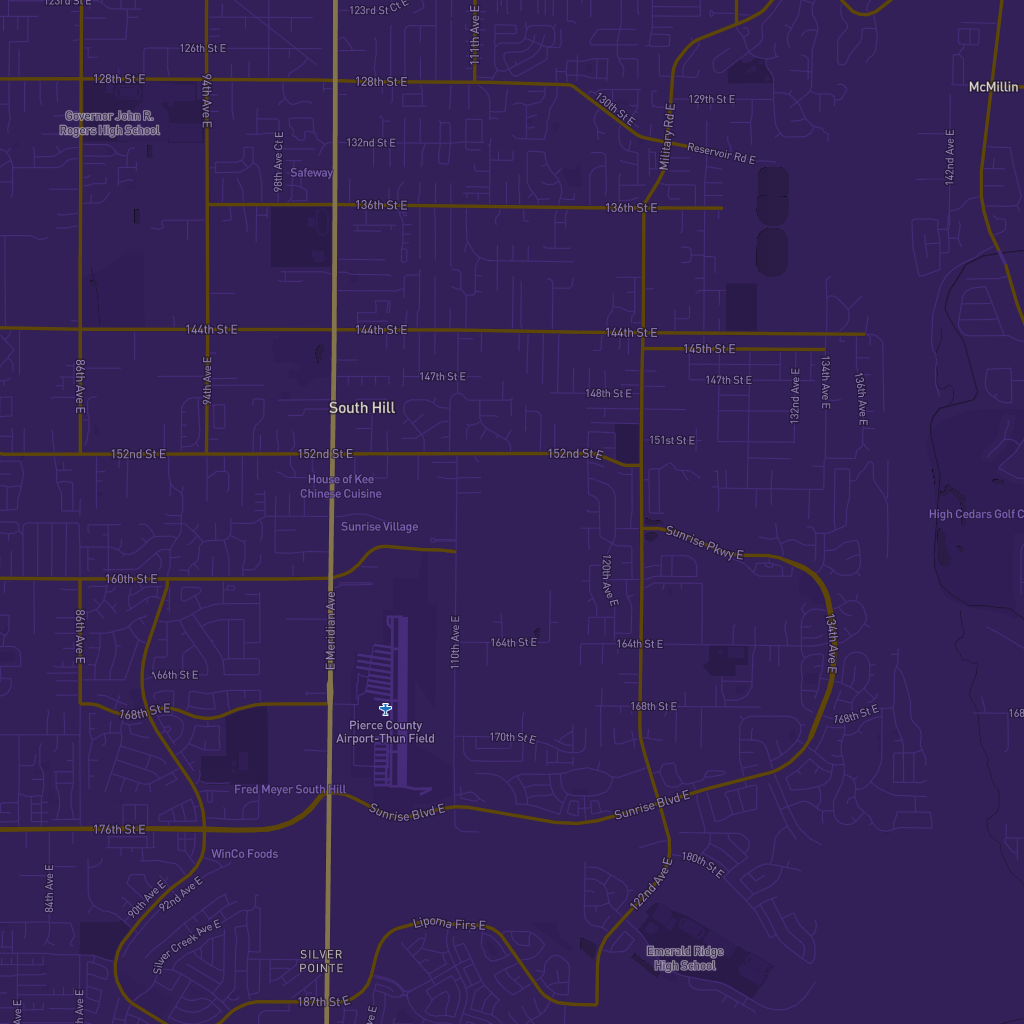 123rd St E
123rd St Ct E
111th Ave E
126th St E
128th St E
128th St E
94th Ave E
129th St E
McMillin
130th St E
Governor John R.
Rogers High School
Military Rd E
98th Ave Ct E
132nd St E
142nd Ave E
Reservoir Rd E
Safeway
136th St E
136th St E
144th St E
144th St E
144th St E
145th St E
86th Ave E
94th Ave E
147th St E
147th St E
148th St E
132nd Ave E
134th Ave E
136th Ave E
South Hill
151st St E
152nd St E
152nd St E
152nd St E
House of Kee
Chinese Cuisine
High Cedars Golf C
Sunrise Village
Sunrise Pkwy E
160th St E
120th Ave E
86th Ave E
E Meridian Ave
110th Ave E
164th St E
164th St E
134th Ave E
166th St E
168th St E
168th St E
168th St E
168
Pierce County
Airport-Thun Field
170th St E
Fred Meyer South Hill
Sunrise Blvd E
Sunrise Blvd E
176th St E
WinCo Foods
180th St E
84th Ave E
90th Ave E
92nd Ave E
122nd Ave E
Lipoma Firs E
Silver Creek Ave E
SILVER
POINTE
Emerald Ridge
High School
187th St E
ve E
th Ave E
ve E